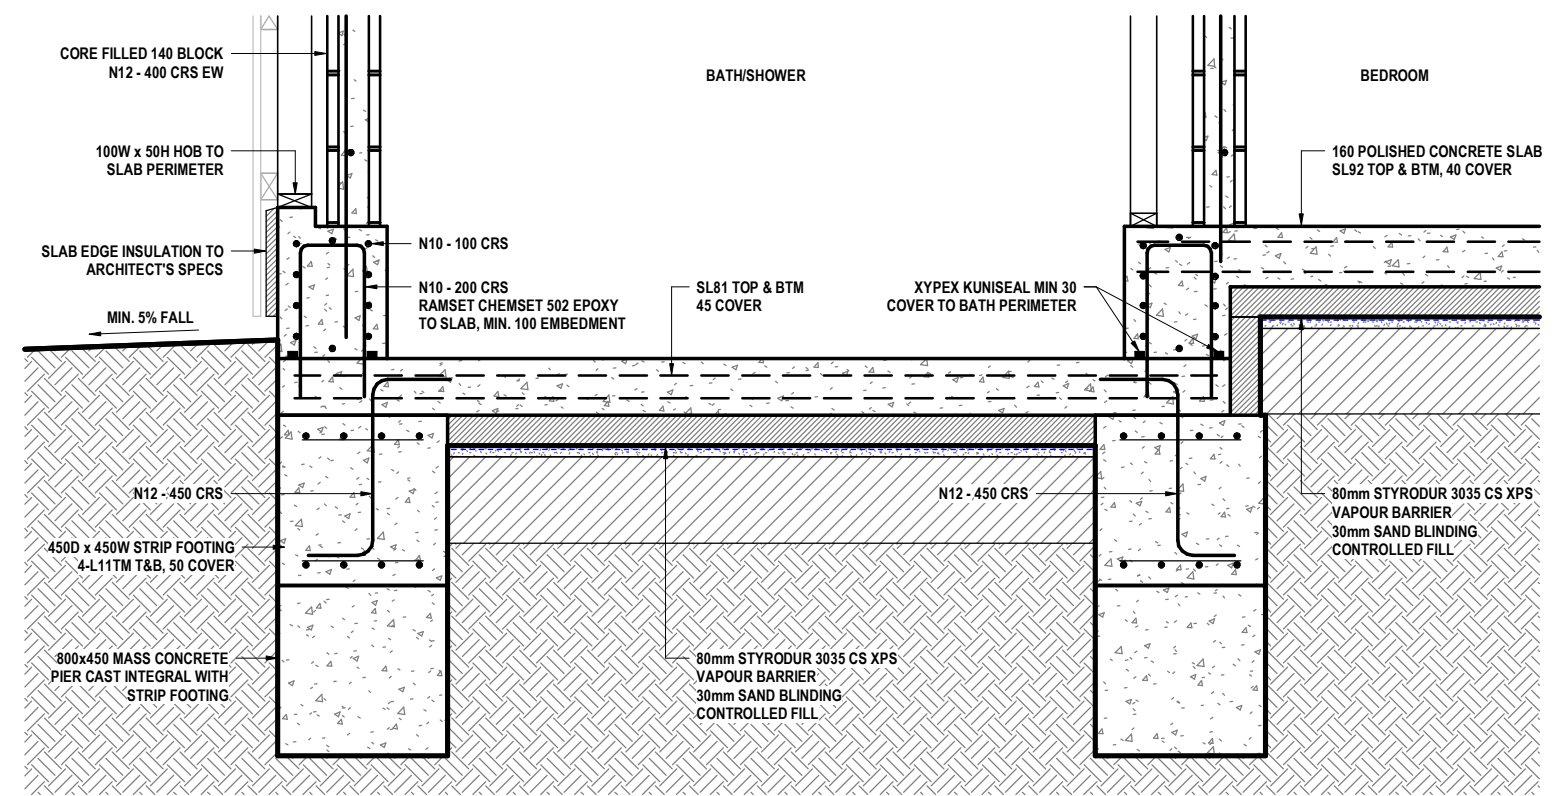 CORE FILLED 140 BLOCK
N12 - 400 CRS EW
BATH/SHOWER
BEDROOM
100W x 50H HOB TO
SLAB PERIMETER
160 POLISHED CONCRETE SLAB
SL92 TOP & BTM, 40 COVER
SLAB EDGE INSULATION TO
ARCHITECT'S SPECS
N10 - 100 CRS
N10 - 200 CRS
RAMSET CHEMSET 502 EPOXY
TO SLAB, MIN. 100 EMBEDMENT
SL81 TOP & BTM
45 COVER
XYPEX KUNISEAL MIN 30
COVER TO BATH PERIMETER
MIN. 5% FALL
N12 - 450 CRS
N12 - 450 CRS
80mm STYRODUR 3035 CS XPS
VAPOUR BARRIER
30mm SAND BLINDING
CONTROLLED FILL
450D x 450W STRIP FOOTING
4-L11TM T&B, 50 COVER
800x450 MASS CONCRETE
PIER CAST INTEGRAL WITH
STRIP FOOTING
80mm STYRODUR 3035 CS XPS
VAPOUR BARRIER
30mm SAND BLINDING
CONTROLLED FILL